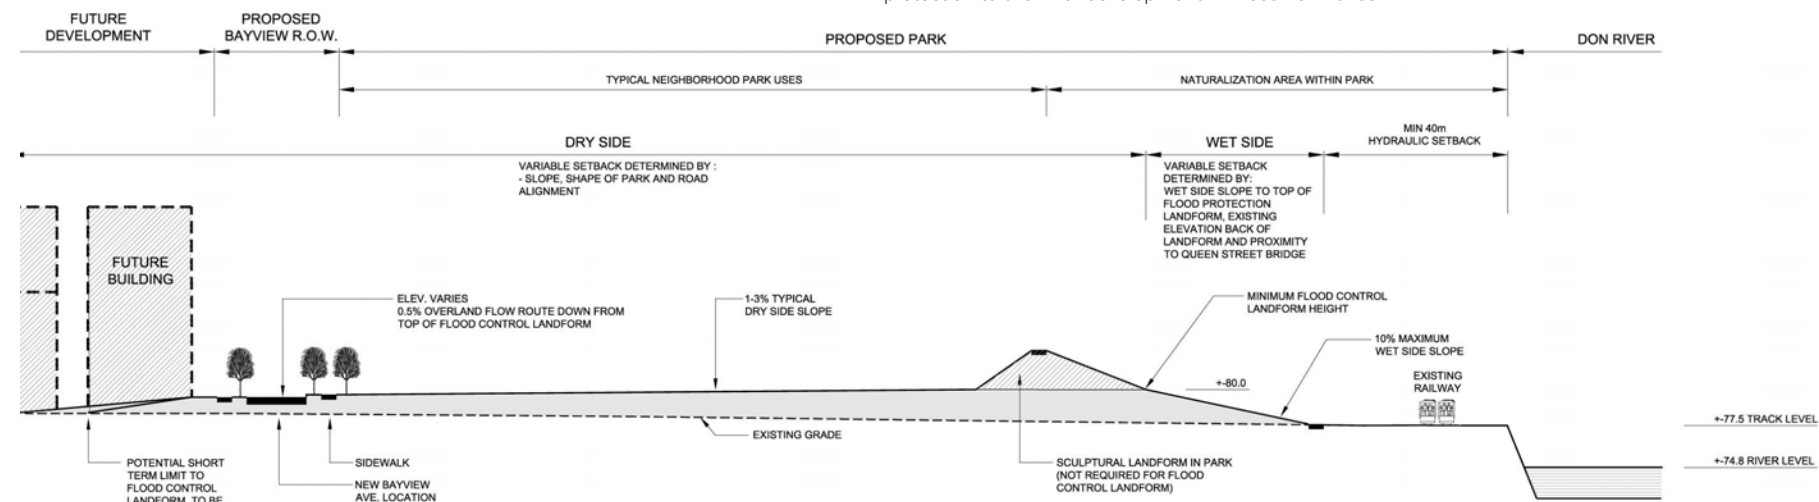 FUTURE
DEVELOPMENT
PROPOSED
BAYVIEW R.O.W.
PROPOSED PARK
DON RIVER
TYPICAL NEIGHBORHOOD PARK USES
NATURALIZATION AREA WITHIN PARK
DRY SIDE
VARIABLE SETBACK DETERMINED BY :
- SLOPE, SHAPE OF PARK AND ROAD
ALIGNMENT
WET SIDE
VARIABLE SETBACK
DETERMINED BY:
WET SIDE SLOPE TO TOP OF
FLOOD PROTECTION
LANDFORM, EXISTING
ELEVATION BACK OF
LANDFORM AND PROXIMITY
TO QUEEN STREET BRIDGE
MIN 40m
HYDRAULIC SETBACK
FUTURE
BUILDING
ELEV. VARIES
0.5% OVERLAND FLOW ROUTE DOWN FROM
TOP OF FLOOD CONTROL LANDFORM
1-3% TYPICAL
DRY SIDE SLOPE
MINIMUM FLOOD CONTROL
LANDFORM HEIGHT
10% MAXIMUM
WET SIDE SLOPE
+-80.0
EXISTING
RAILWAY
+-77.5 TRACK LEVEL
+-74.8 RIVER LEVEL
EXISTING GRADE
POTENTIAL SHORT
TERM LIMIT TO
FLOOD CONTROL
LANDFORM, TO BE
SIDEWALK
NEW BAYVIEW
AVE. LOCATION
SCULPTURAL LANDFORM IN PARK
(NOT REQUIRED FOR FLOOD
CONTROL LANDFORM)